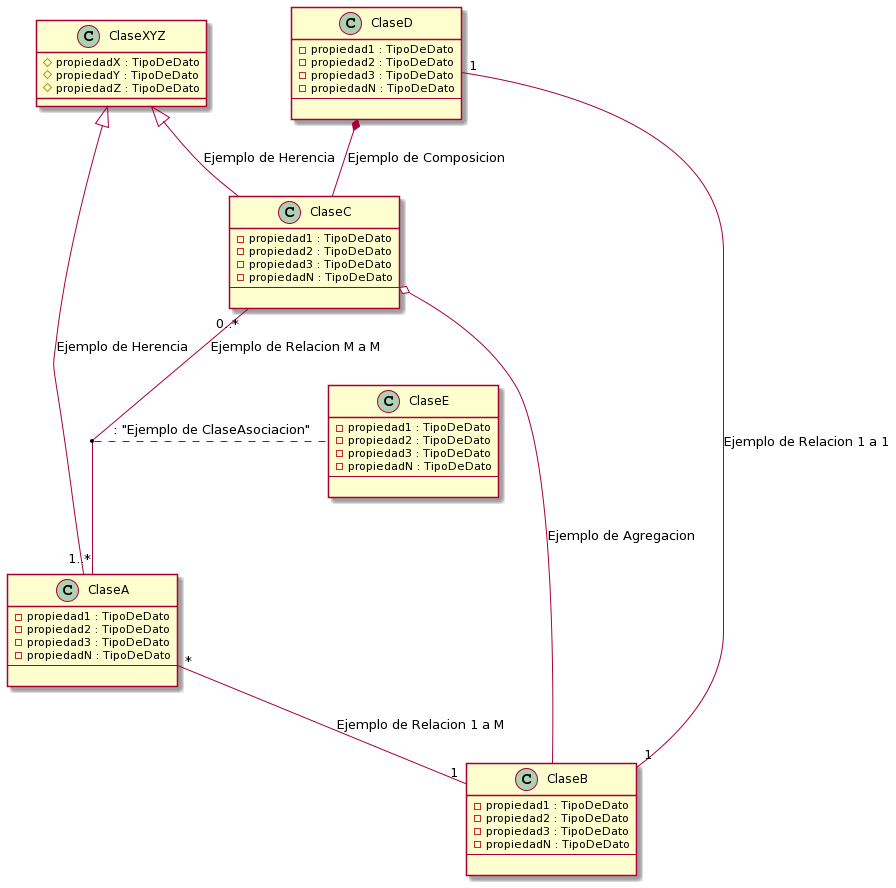 C ClaseXYZ
propiedadX : TipoDeDato
propiedadY : TipoDeDato
propiedadZ : TipoDeDato
C ClaseD
propiedad1 : TipoDeDato
propiedad2 : TipoDeDato
propiedad3 : TipoDeDato
propiedadN : TipoDeDato
1
Ejemplo de Herencia
Ejemplo de Composicion
C ClaseC
propiedad1 : TipoDeDato
propiedad2 : TipoDeDato
propiedad3 : TipoDeDato
propiedadN : TipoDeDato
0..*
Ejemplo de Herencia
Ejemplo de Relacion M a M
C ClaseE
propiedad1 : TipoDeDato
propiedad2 : TipoDeDato
propiedad3 : TipoDeDato
propiedadN : TipoDeDato
: "Ejemplo de ClaseAsociacion"
Ejemplo de Relacion 1 a 1
Ejemplo de Agregacion
1..*
C ClaseA
propiedad1 : TipoDeDato
propiedad2 : TipoDeDato
propiedad3 : TipoDeDato
propiedadN : TipoDeDato
*
Ejemplo de Relacion 1 a M
1
1
C ClaseB
propiedad1 : TipoDeDato
propiedad2 : TipoDeDato
propiedad3 : TipoDeDato
propiedadN : TipoDeDato